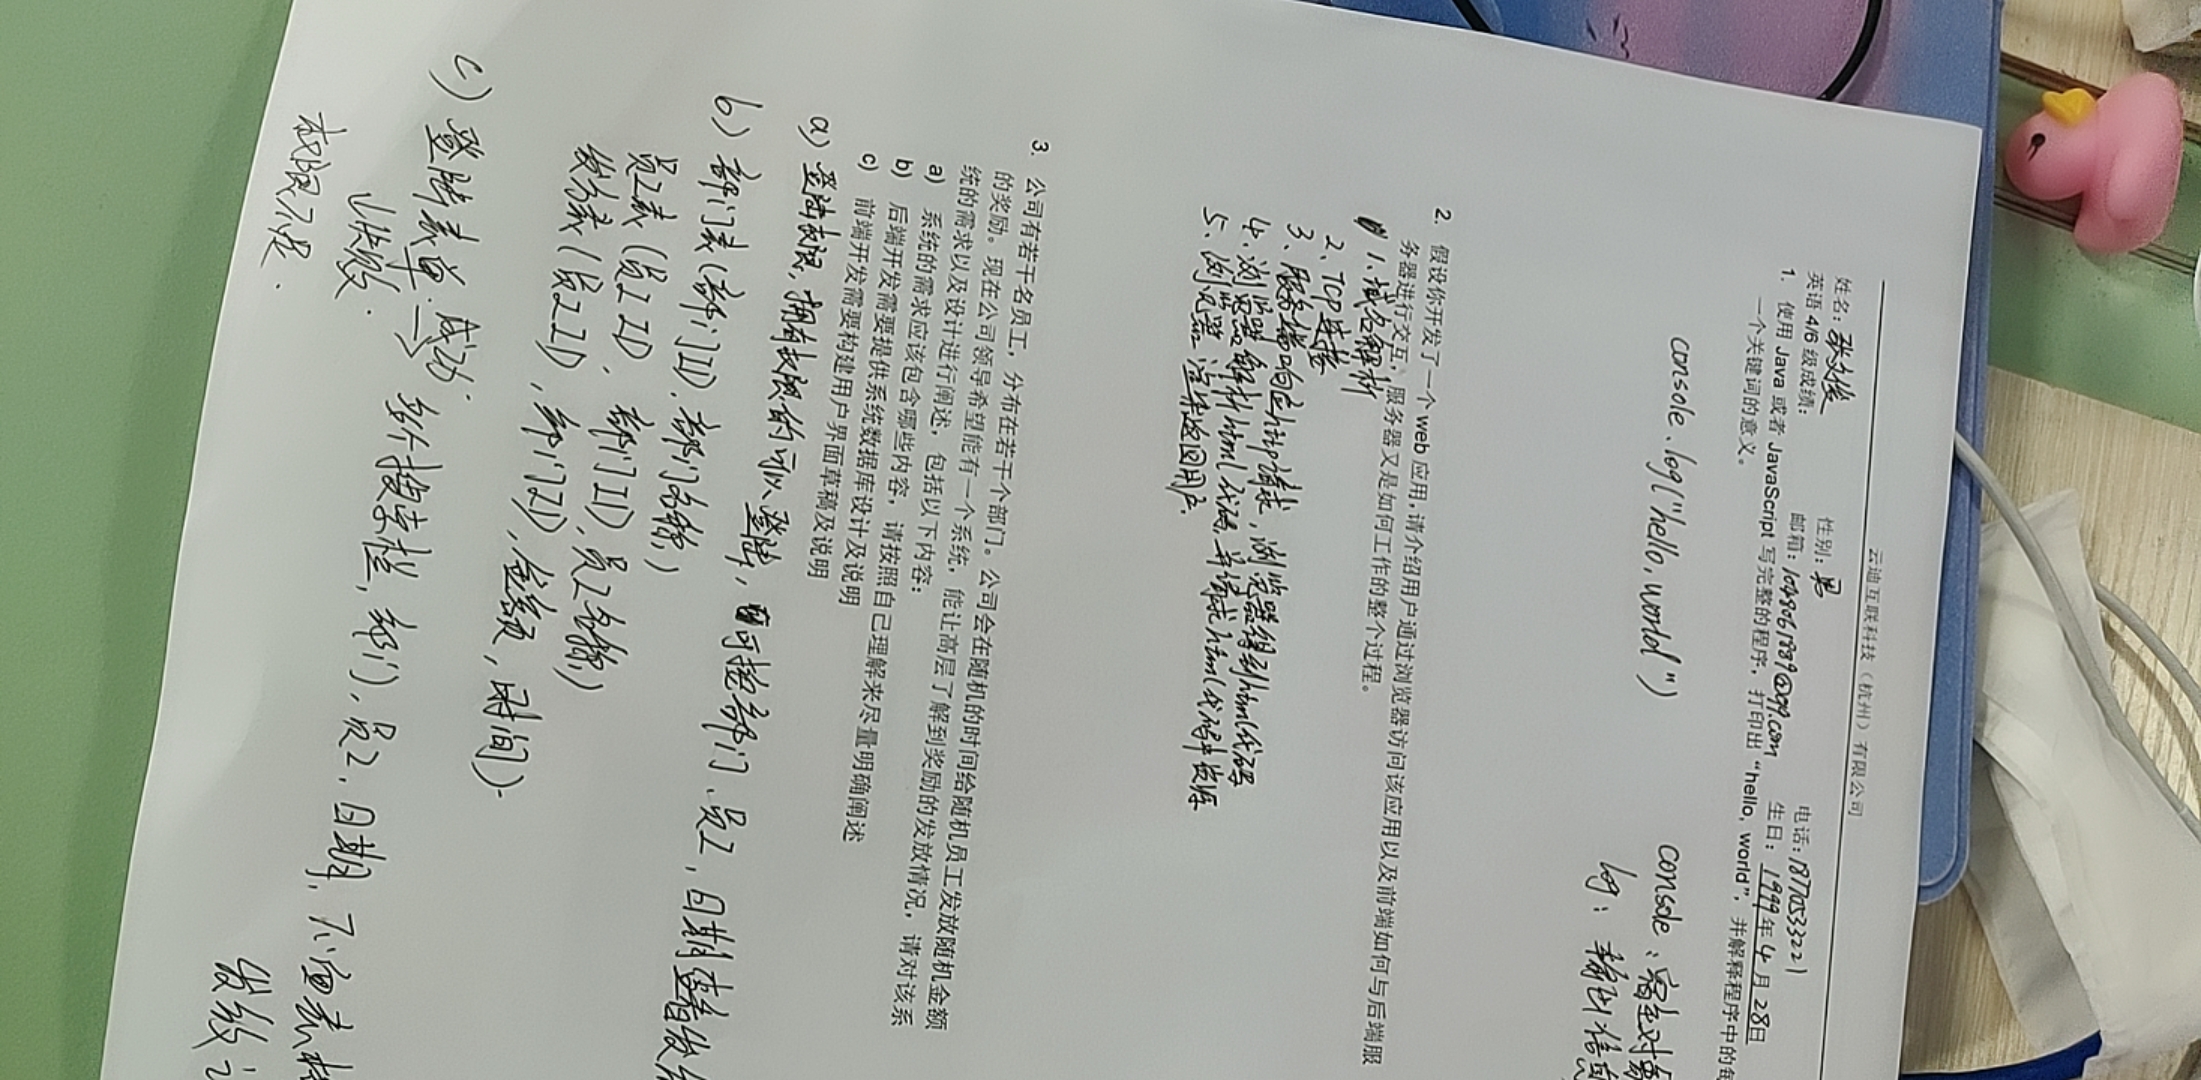 云迪互联科技（杭州）有限公司
姓名：张文俊 性别：男 电话：18770533221
英语 4/6 级成绩： 邮箱：1048061889@qq.com 生日：1999年4月28日
1. 使用 Java 或者 JavaScript 写完整的程序，打印出“hello, world”，并解释程序中的每
一个关键词的意义。
console.log("hello, world") console：宿主对象
log：输出信息
2. 假设你开发了一个 web 应用，请介绍用户通过浏览器访问该应用以及前端如何与后端服
务器进行交互，服务器又是如何工作的整个过程。
1、域名解析
2、TCP连接
3、服务端响应http请求，浏览器得到html代码
4、浏览器解析html代码，并请求html代码中资源
5、浏览器渲染返回用户.
3. 公司有若干名员工，分布在若干个部门。公司会在随机的时间给随机员工发放随机金额
的奖励。现在公司领导希望能有一个系统，能让高层了解到奖励的发放情况，请对该系
统的需求以及设计进行阐述，包括以下内容：
a) 系统的需求应该包含哪些内容，请按照自己理解来尽量明确阐述
b) 后端开发需要提供系统数据库设计及说明
c) 前端开发需要构建用户界面草稿及说明
a) 登陆权限，拥有权限的可以登陆，可按部门、员工，日期查看发
b) 部门表(部门ID，部门名称，)
员工表(员工ID，部门ID，员工名称，)
发方表(员工ID，部门ID，金额，时间)
c) 登陆表单 成功→ 多个搜索栏，部门，员工，日期，下面表格
↓失败
权限不足. 发放